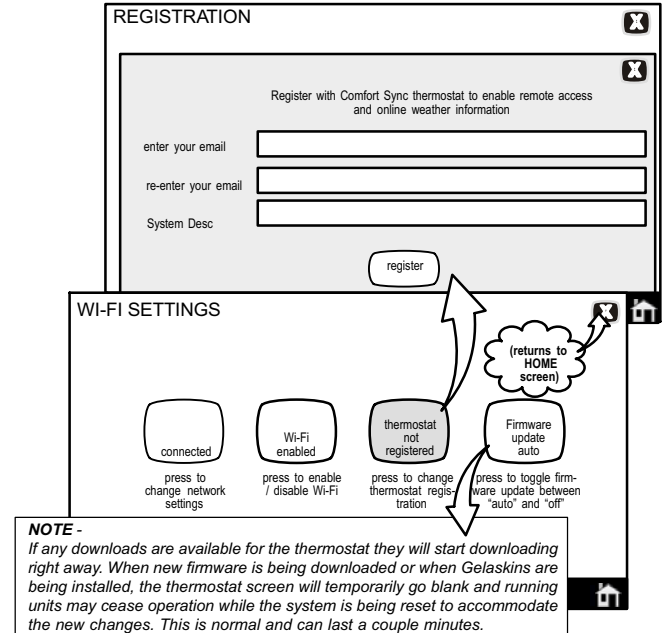 REGISTRATION
X
X
Register with Comfort Sync thermostat to enable remote access
and online weather information
enter your email
re-enter your email
System Desc
register
WI-FI SETTINGS
X
(returns to
HOME
screen)
connected
Wi-Fi
enabled
thermostat
not
registered
Firmware
update
auto
press to
change network
settings
press to enable
/ disable Wi-Fi
press to change
thermostat regis-
tration
press to toggle firm-
ware update between
“auto” and “off”
NOTE -
If any downloads are available for the thermostat they will start downloading
right away. When new firmware is being downloaded or when Gelaskins are
being installed, the thermostat screen will temporarily go blank and running
units may cease operation while the system is being reset to accommodate
the new changes. This is normal and can last a couple minutes.